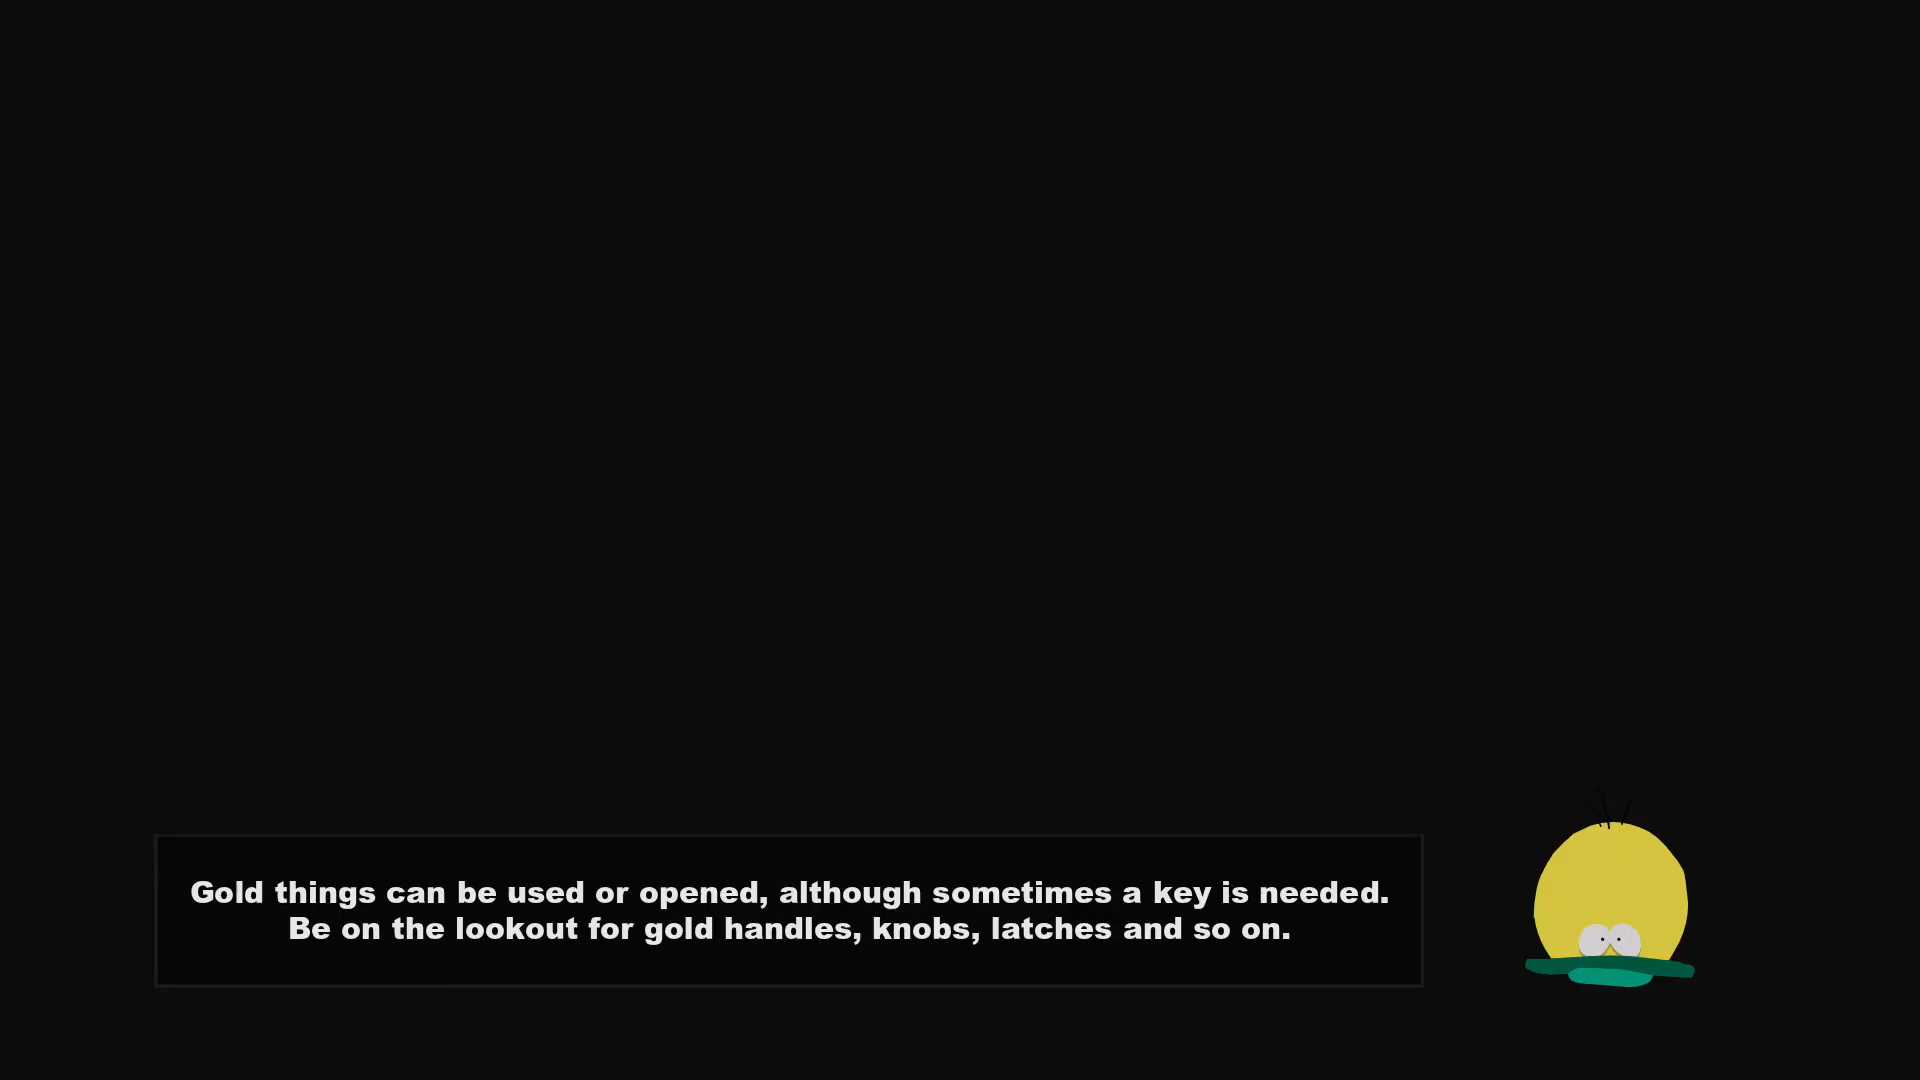 Gold things can be used or opened, although sometimes a key is needed.
Be on the lookout for gold handles, knobs, latches and so on.